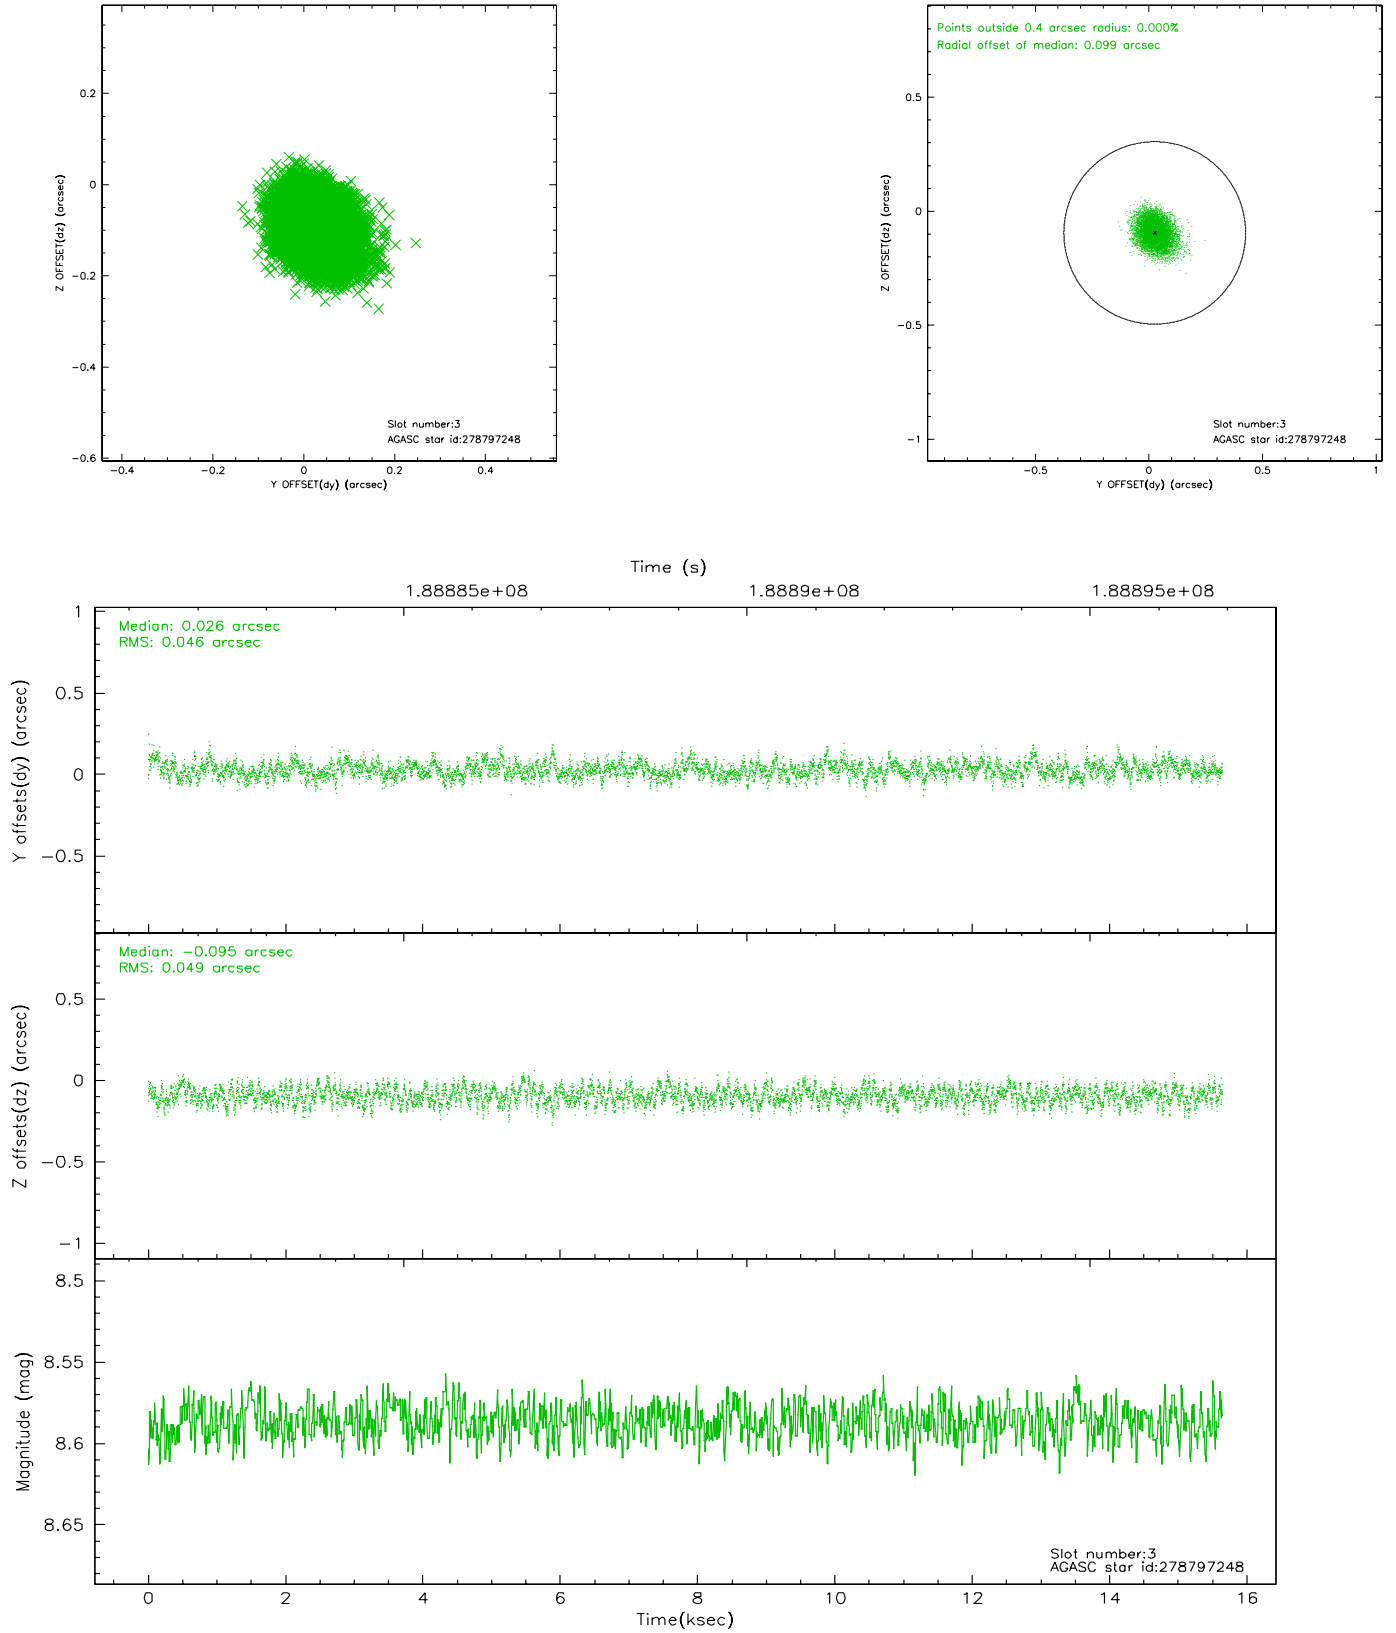 0.2
0
−0.2
−0.4
−0.6
Z OFFSET(dz) (arcsec)
Slot number:3
AGASC star id:278797248
−0.4 −0.2 0 0.2 0.4
Y OFFSET(dy) (arcsec)
Points outside 0.4 arcsec radius: 0.000%
Radial offset of median: 0.099 arcsec
0.5
0
−0.5
−1
Z OFFSET(dz) (arcsec)
Slot number:3
AGASC star id:278797248
−0.5 0 0.5 1
Y OFFSET(dy) (arcsec)
Time (s)
1.88885e+08 1.8889e+08 1.88895e+08
Median: 0.026 arcsec
RMS: 0.046 arcsec
1
0.5
0
−0.5
Y offsets(dy) (arcsec)
Median: −0.095 arcsec
RMS: 0.049 arcsec
0.5
0
−0.5
−1
Z offsets(dz) (arcsec)
8.5
8.55
8.6
8.65
Magnitude (mag)
Slot number:3
AGASC star id:278797248
0 2 4 6 8 10 12 14 16
Time(ksec)